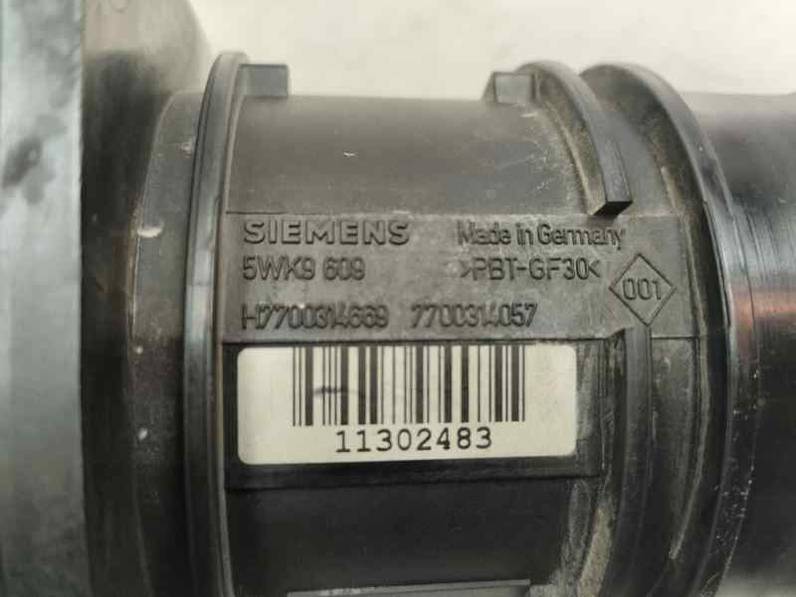 SIEMENS Made in Germany
5WK9 609 >PBT-GF30<
001
H7700314669 7700314057
11302483